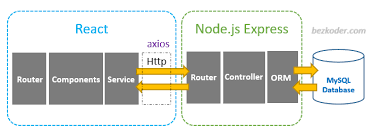 React
Node.js Express
bezkoder.com
axios
Http
Router
Components
Service
Router
Controller
ORM
MySQL
Database